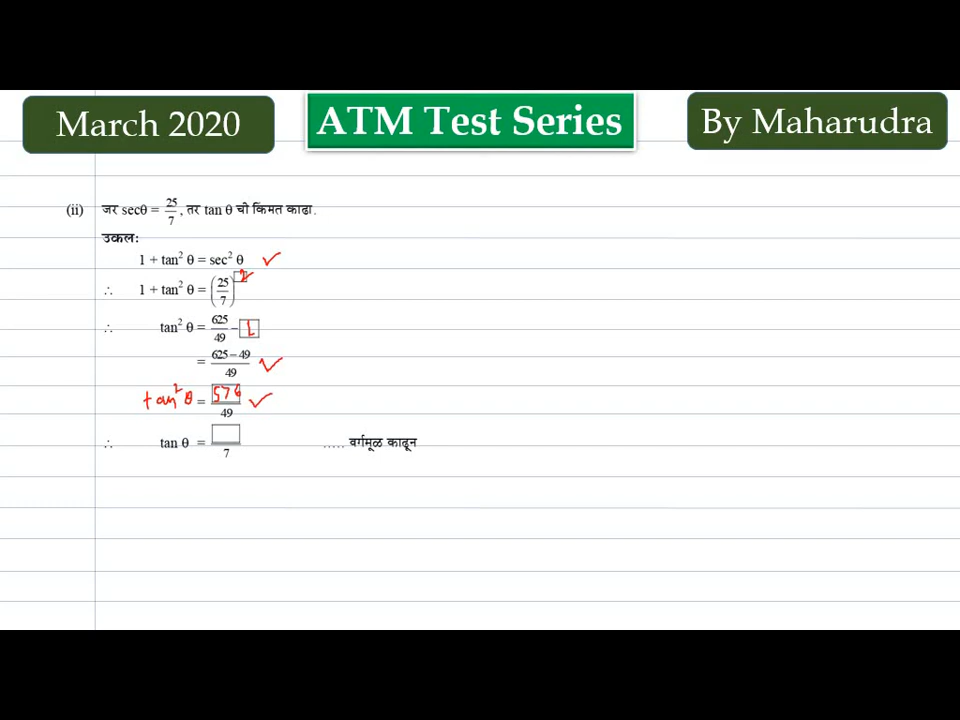 March 2020
ATM Test Series
By Maharudra
(ii) जर secθ = 25/7, तर tan θ ची किंमत काढा.
उकल:
1 + tan² θ = sec² θ ✓
∴ 1 + tan² θ = (25/7)^2
∴ tan² θ = 625/49 − 1
= (625 − 49)/49 ✓
tan² θ = 576/49 ✓
∴ tan θ = □/7 ..... वर्गमूळ काढून